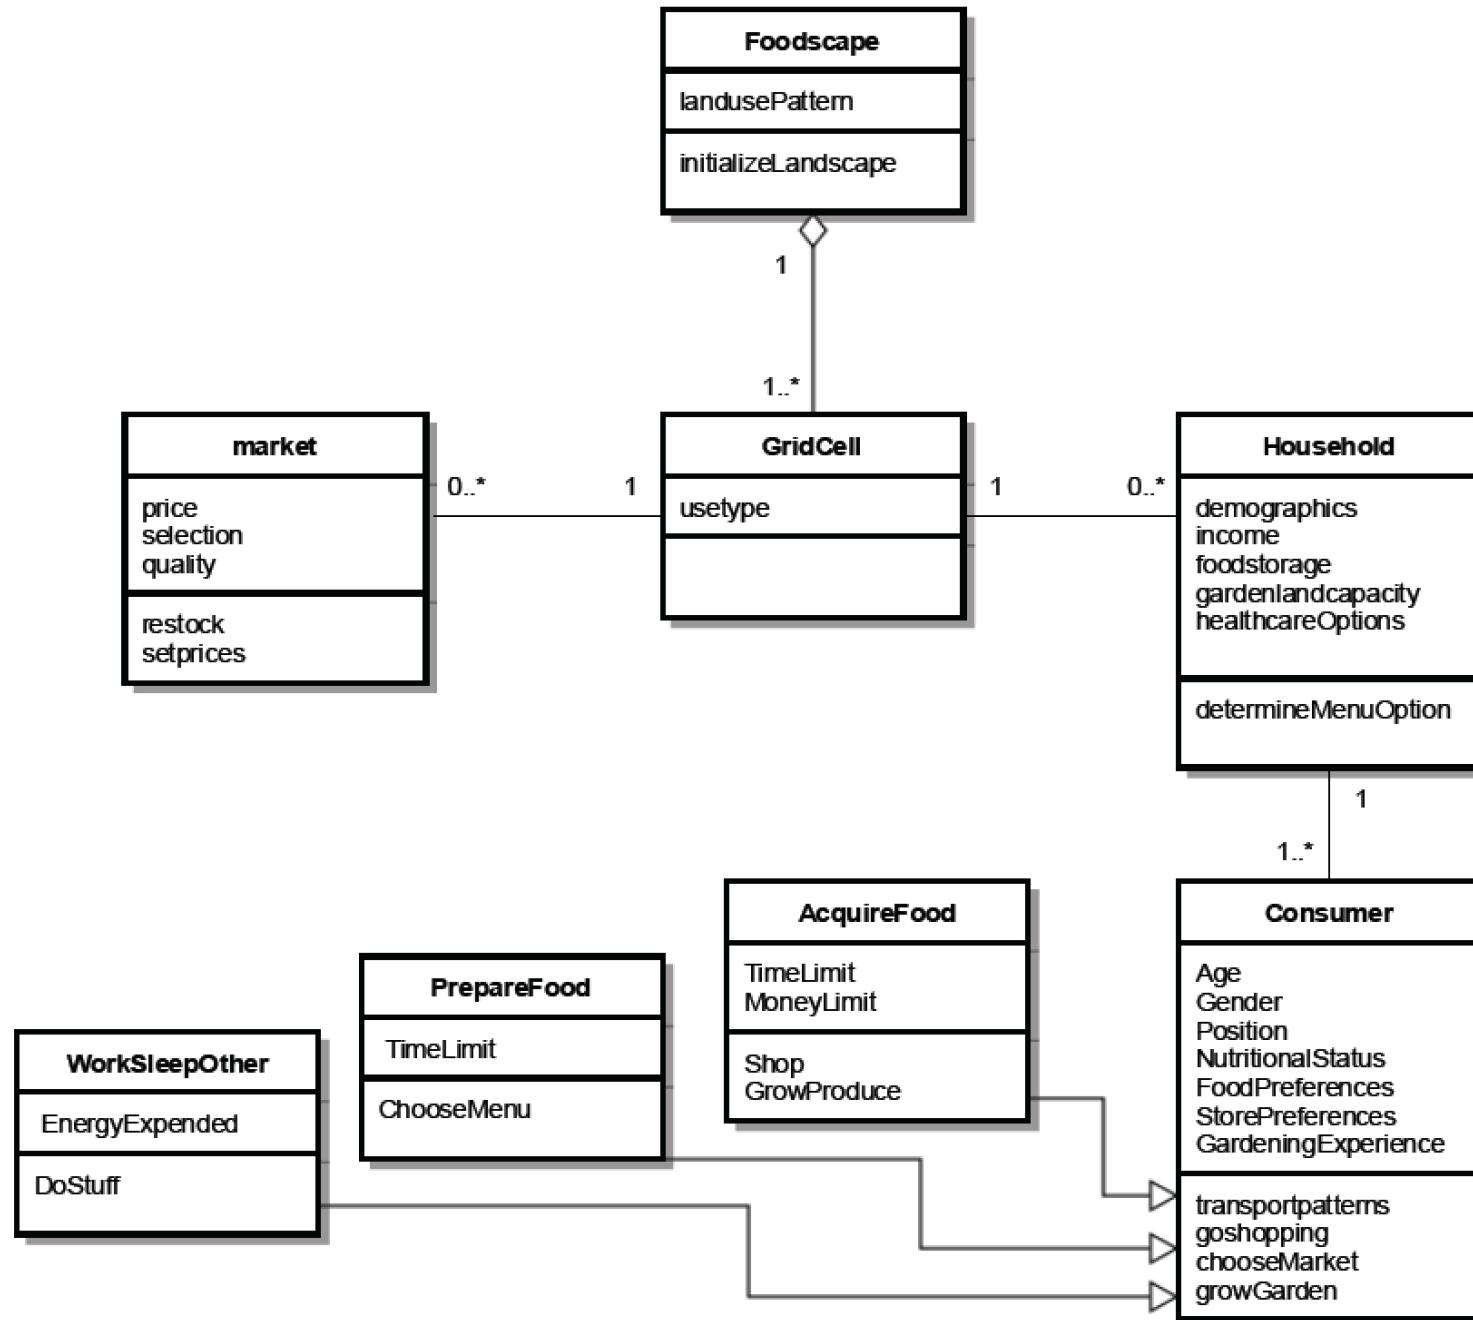 Foodscape
landusePattern
initializeLandscape
1
1..*
market
price
selection
quality
restock
setprices
0..*
1
GridCell
usetype
1
0..*
Household
demographics
income
foodstorage
gardenlandcapacity
healthcareOptions
determineMenuOption
1
1..*
WorkSleepOther
EnergyExpended
DoStuff
PrepareFood
TimeLimit
ChooseMenu
AcquireFood
TimeLimit
MoneyLimit
Shop
GrowProduce
Consumer
Age
Gender
Position
NutritionalStatus
FoodPreferences
StorePreferences
GardeningExperience
transportpatterns
goshopping
chooseMarket
growGarden